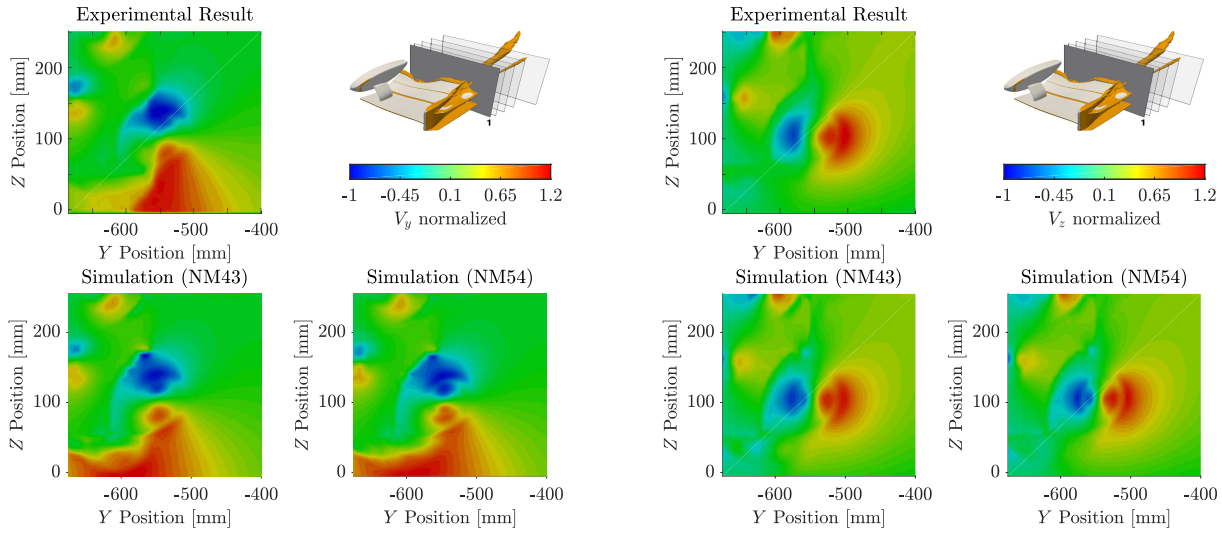 Experimental Result
Z Position [mm]
200
100
0
-600
-500
-400
Y Position [mm]
1
-1
-0.45
0.1
0.65
1.2
Vy normalized
Experimental Result
Z Position [mm]
200
100
0
-600
-500
-400
Y Position [mm]
1
-1
-0.45
0.1
0.65
1.2
Vz normalized
Simulation (NM43)
Z Position [mm]
200
100
0
-600
-500
-400
Y Position [mm]
Simulation (NM54)
Z Position [mm]
200
100
0
-600
-500
-400
Y Position [mm]
Simulation (NM43)
Z Position [mm]
200
100
0
-600
-500
-400
Y Position [mm]
Simulation (NM54)
Z Position [mm]
200
100
0
-600
-500
-400
Y Position [mm]